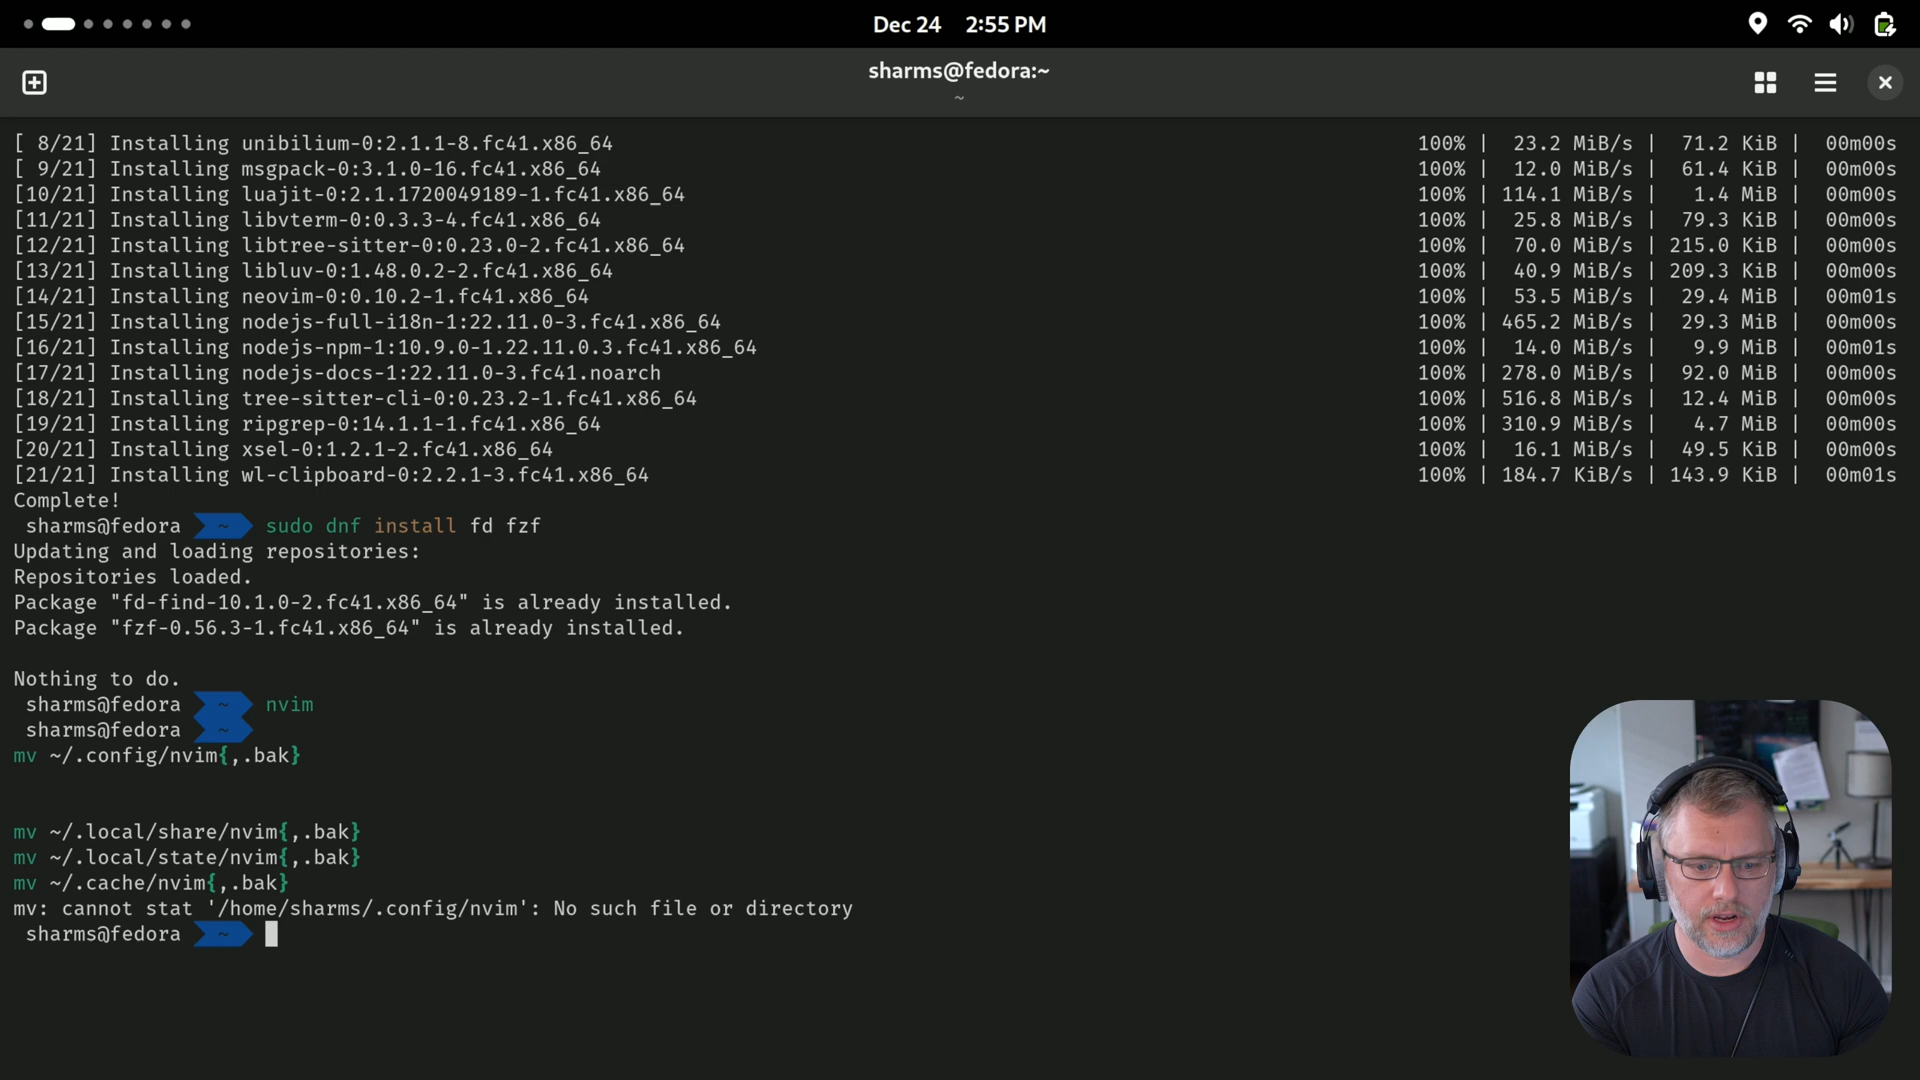 Dec 24 2:55 PM
sharms@fedora:~
~
[ 8/21] Installing unibilium-0:2.1.1-8.fc41.x86_64 100% | 23.2 MiB/s | 71.2 KiB | 00m00s
[ 9/21] Installing msgpack-0:3.1.0-16.fc41.x86_64 100% | 12.0 MiB/s | 61.4 KiB | 00m00s
[10/21] Installing luajit-0:2.1.1720049189-1.fc41.x86_64 100% | 114.1 MiB/s | 1.4 MiB | 00m00s
[11/21] Installing libvterm-0:0.3.3-4.fc41.x86_64 100% | 25.8 MiB/s | 79.3 KiB | 00m00s
[12/21] Installing libtree-sitter-0:0.23.0-2.fc41.x86_64 100% | 70.0 MiB/s | 215.0 KiB | 00m00s
[13/21] Installing libluv-0:1.48.0.2-2.fc41.x86_64 100% | 40.9 MiB/s | 209.3 KiB | 00m00s
[14/21] Installing neovim-0:0.10.2-1.fc41.x86_64 100% | 53.5 MiB/s | 29.4 MiB | 00m01s
[15/21] Installing nodejs-full-i18n-1:22.11.0-3.fc41.x86_64 100% | 465.2 MiB/s | 29.3 MiB | 00m00s
[16/21] Installing nodejs-npm-1:10.9.0-1.22.11.0.3.fc41.x86_64 100% | 14.0 MiB/s | 9.9 MiB | 00m01s
[17/21] Installing nodejs-docs-1:22.11.0-3.fc41.noarch 100% | 278.0 MiB/s | 92.0 MiB | 00m00s
[18/21] Installing tree-sitter-cli-0:0.23.2-1.fc41.x86_64 100% | 516.8 MiB/s | 12.4 MiB | 00m00s
[19/21] Installing ripgrep-0:14.1.1-1.fc41.x86_64 100% | 310.9 MiB/s | 4.7 MiB | 00m00s
[20/21] Installing xsel-0:1.2.1-2.fc41.x86_64 100% | 16.1 MiB/s | 49.5 KiB | 00m00s
[21/21] Installing wl-clipboard-0:2.2.1-3.fc41.x86_64 100% | 184.7 KiB/s | 143.9 KiB | 00m01s
Complete!
sharms@fedora ~ sudo dnf install fd fzf
Updating and loading repositories:
Repositories loaded.
Package "fd-find-10.1.0-2.fc41.x86_64" is already installed.
Package "fzf-0.56.3-1.fc41.x86_64" is already installed.
Nothing to do.
sharms@fedora ~ nvim
sharms@fedora ~
mv ~/.config/nvim{,.bak}
mv ~/.local/share/nvim{,.bak}
mv ~/.local/state/nvim{,.bak}
mv ~/.cache/nvim{,.bak}
mv: cannot stat '/home/sharms/.config/nvim': No such file or directory
sharms@fedora ~